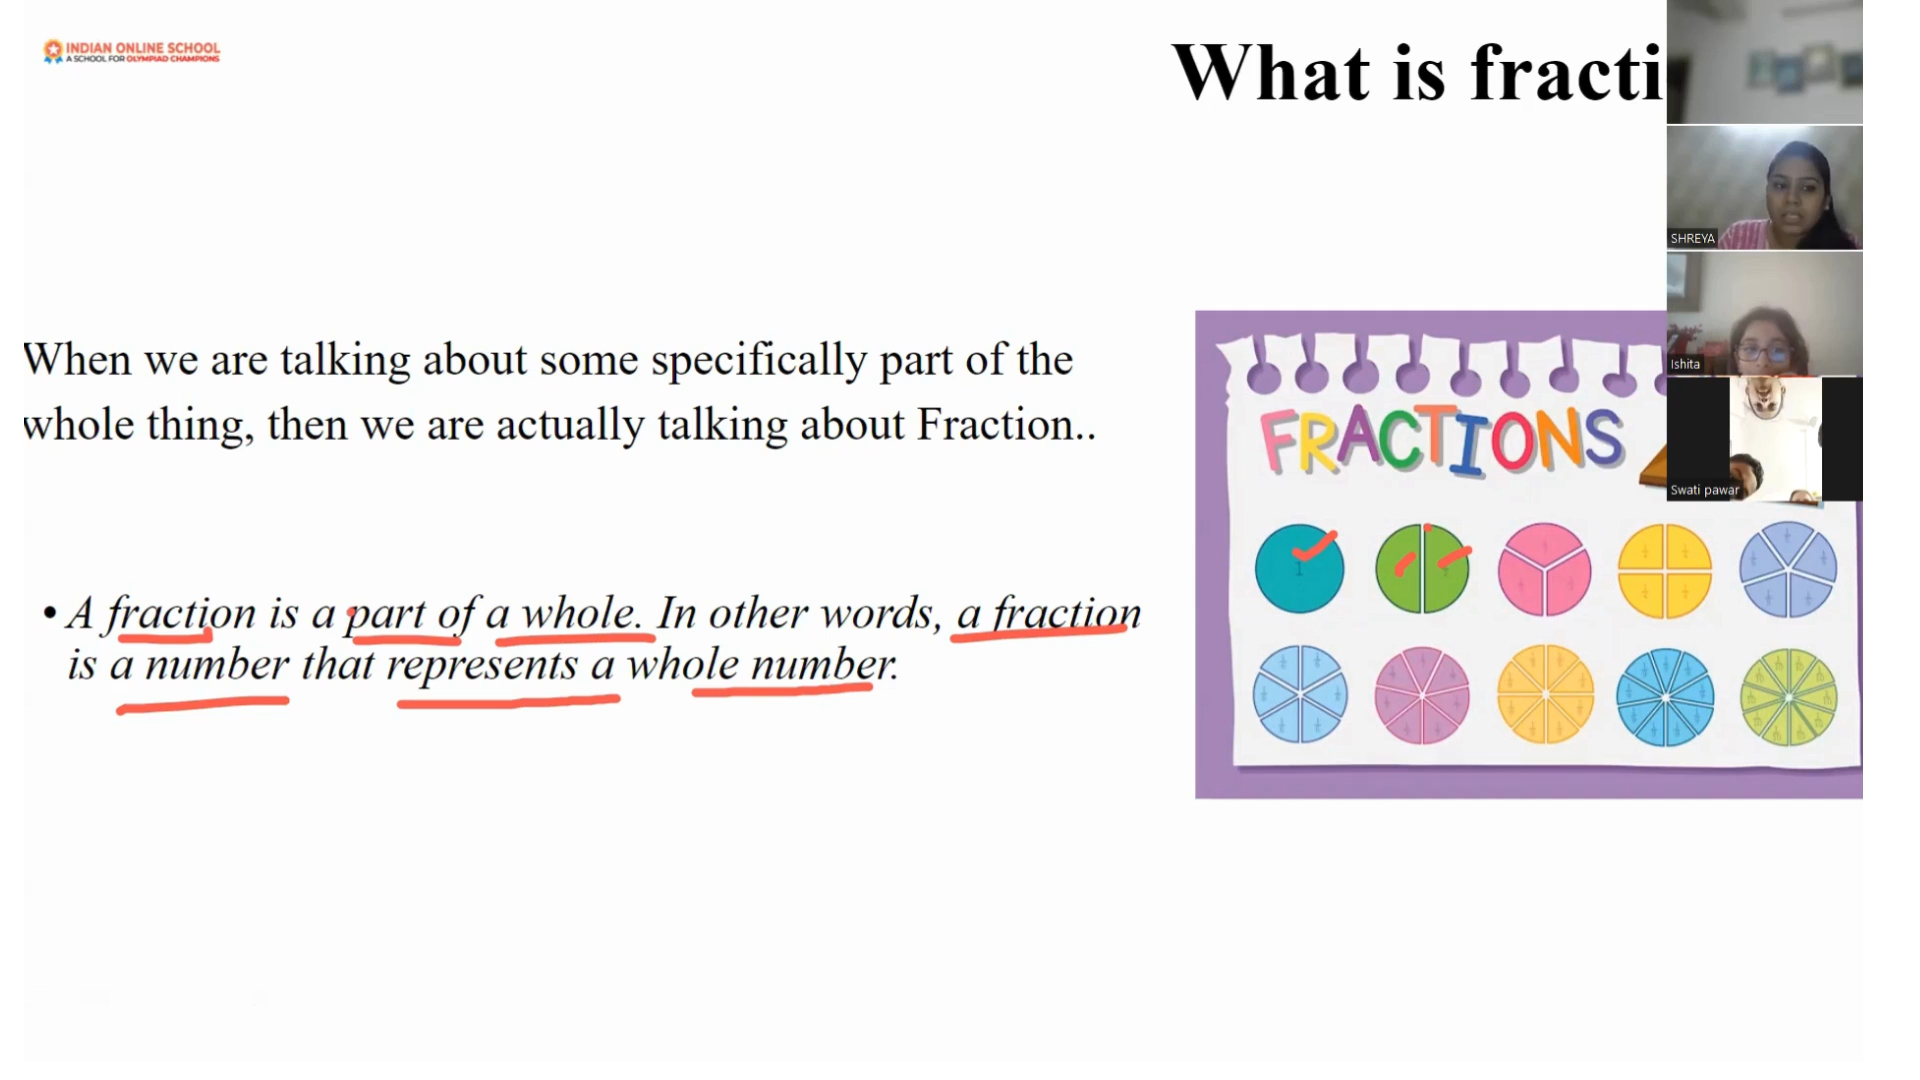 INDIAN ONLINE SCHOOL
A SCHOOL FOR OLYMPIAD CHAMPIONS
What is fracti
SHREYA
Ishita
Swati pawar
When we are talking about some specifically part of the
whole thing, then we are actually talking about Fraction..
• A fraction is a part of a whole. In other words, a fraction
is a number that represents a whole number.
FRACTIONS
1